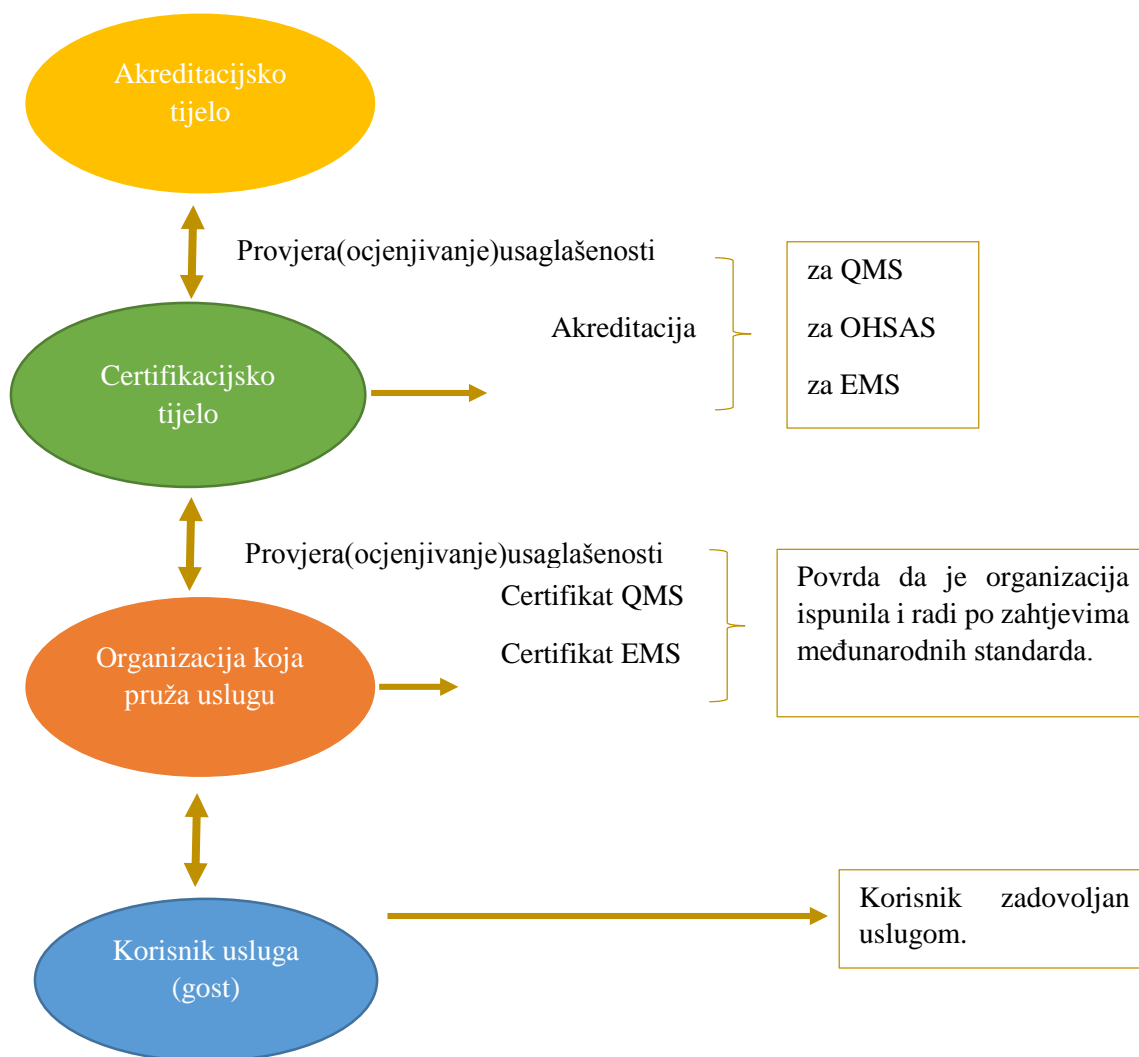 Akreditacijsko
tijelo
Provjera(ocjenjivanje)usaglašenosti
Akreditacija
za QMS
za OHSAS
za EMS
Certifikacijsko
tijelo
Provjera(ocjenjivanje)usaglašenosti
Certifikat QMS
Certifikat EMS
Povrda da je organizacija
ispunila i radi po zahtjevima
međunarodnih standarda.
Organizacija koja
pruža uslugu
Korisnik zadovoljan
uslugom.
Korisnik usluga
(gost)